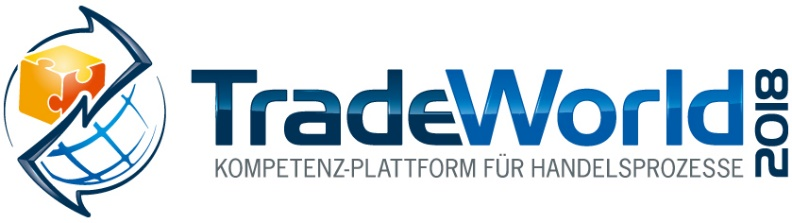 TradeWorld
2018
KOMPETENZ-PLATTFORM FÜR HANDELSPROZESSE